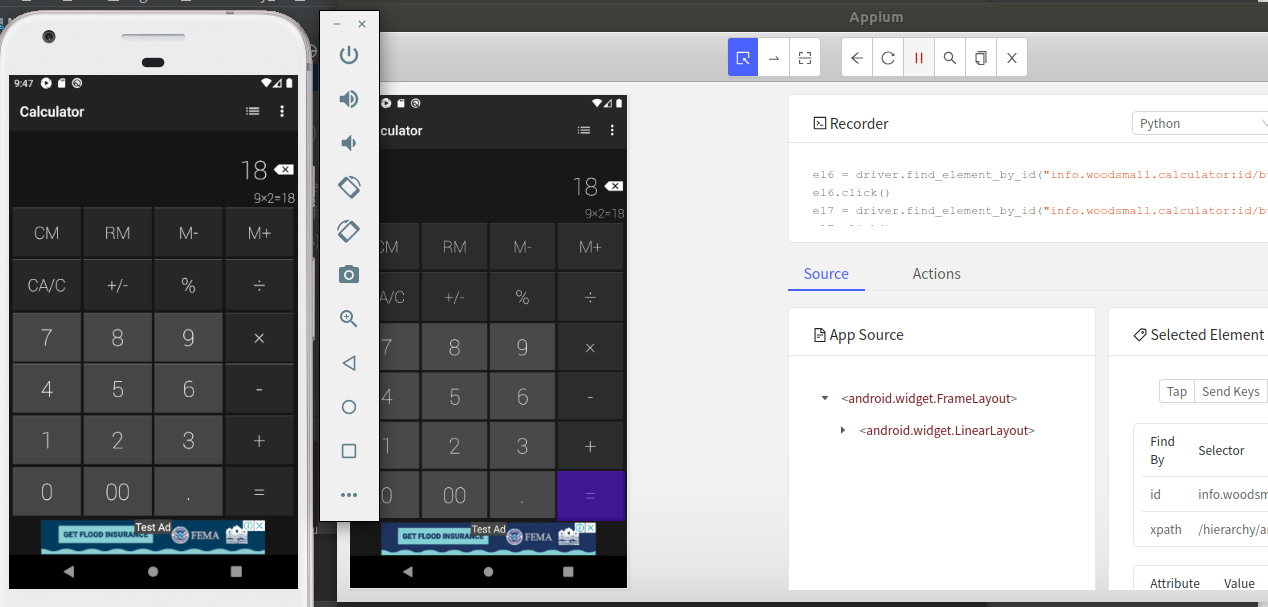 Appium
9:47
Calculator
18
9×2=18
CM RM M- M+
CA/C +/- % ÷
7 8 9 ×
4 5 6 -
1 2 3 +
0 00 . =
Test Ad
GET FLOOD INSURANCE FEMA
culator
18
9×2=18
CM RM M- M+
A/C +/- % ÷
7 8 9 ×
4 5 6 -
1 2 3 +
0 00 . =
Test Ad
GET FLOOD INSURANCE FEMA
Recorder
Python
el6 = driver.find_element_by_id("info.woodsmall.calculator:id/b
el6.click()
el7 = driver.find_element_by_id("info.woodsmall.calculator:id/b
Source Actions
App Source
<android.widget.FrameLayout>
<android.widget.LinearLayout>
Selected Element
Tap Send Keys
Find By Selector
id info.woodsm
xpath /hierarchy/a
Attribute Value